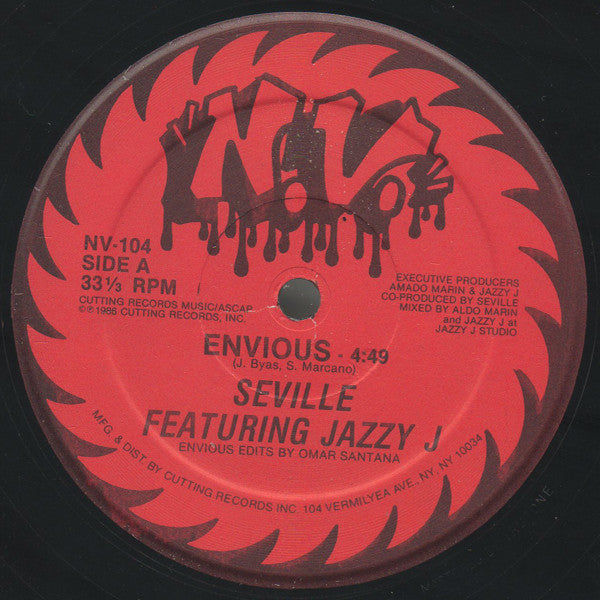 N.V.
NV-104
SIDE A
33 1/3 RPM
CUTTING RECORDS MUSIC/ASCAP
©℗1986 CUTTING RECORDS, INC.
EXECUTIVE PRODUCERS
AMADO MARIN & JAZZY J
CO-PRODUCED BY SEVILLE
MIXED BY ALDO MARIN
and JAZZY J at
JAZZY J STUDIO
ENVIOUS - 4:49
(J. Byas, S. Marcano)
SEVILLE
FEATURING JAZZY J
ENVIOUS EDITS BY OMAR SANTANA
MFG. & DIST. BY CUTTING RECORDS INC. 104 VERMILYEA AVE, NY, NY 10034